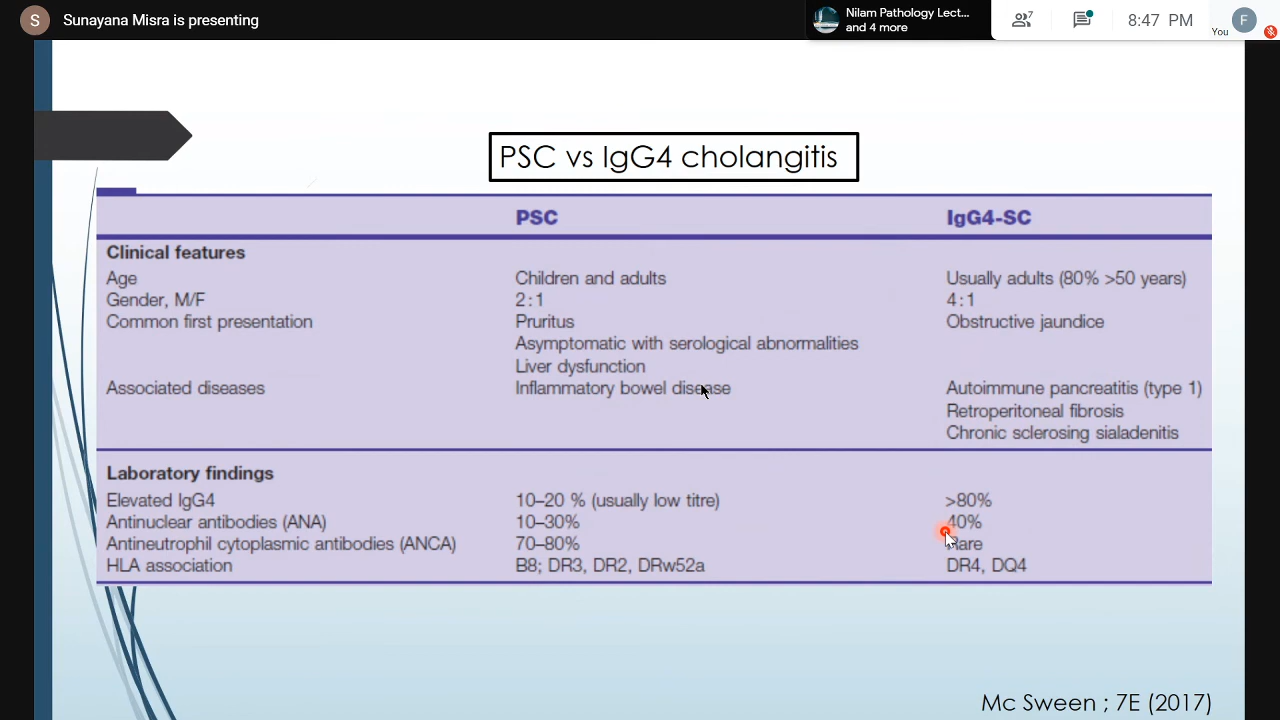 S Sunayana Misra is presenting
Nilam Pathology Lect...
and 4 more
7
8:47 PM
You
F
PSC vs IgG4 cholangitis
PSC IgG4-SC
Clinical features
Age Children and adults Usually adults (80% >50 years)
Gender, M/F 2:1 4:1
Common first presentation Pruritus Obstructive jaundice
Asymptomatic with serological abnormalities
Liver dysfunction
Associated diseases Inflammatory bowel disease Autoimmune pancreatitis (type 1)
Retroperitoneal fibrosis
Chronic sclerosing sialadenitis
Laboratory findings
Elevated IgG4 10–20 % (usually low titre) >80%
Antinuclear antibodies (ANA) 10–30% 40%
Antineutrophil cytoplasmic antibodies (ANCA) 70–80% Rare
HLA association B8; DR3, DR2, DRw52a DR4, DQ4
Mc Sween ; 7E (2017)